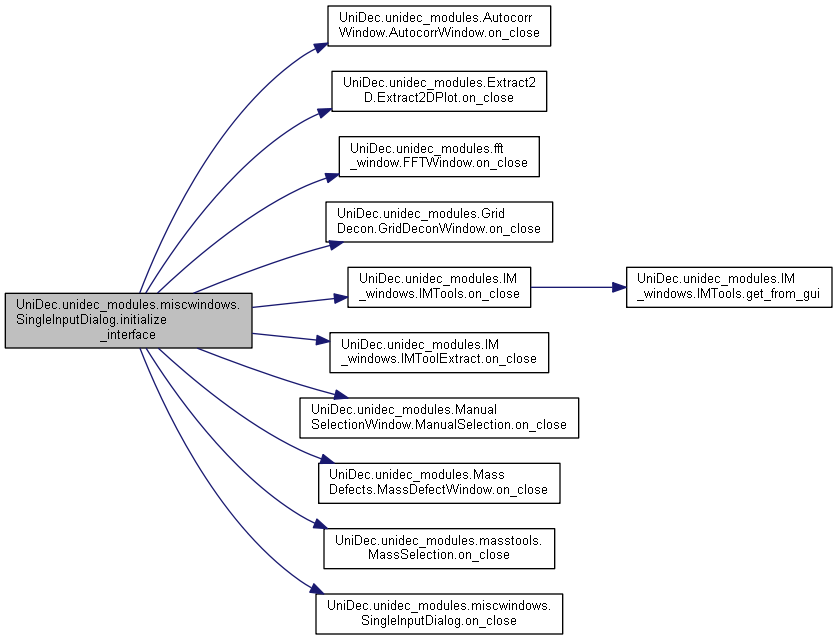 UniDec.unidec_modules.Autocorr
Window.AutocorrWindow.on_close
UniDec.unidec_modules.Extract2
D.Extract2DPlot.on_close
UniDec.unidec_modules.fft
_window.FFTWindow.on_close
UniDec.unidec_modules.Grid
Decon.GridDeconWindow.on_close
UniDec.unidec_modules.miscwindows.
SingleInputDialog.initialize
_interface
UniDec.unidec_modules.IM
_windows.IMTools.on_close
UniDec.unidec_modules.IM
_windows.IMTools.get_from_gui
UniDec.unidec_modules.IM
_windows.IMToolExtract.on_close
UniDec.unidec_modules.Manual
SelectionWindow.ManualSelection.on_close
UniDec.unidec_modules.Mass
Defects.MassDefectWindow.on_close
UniDec.unidec_modules.masstools.
MassSelection.on_close
UniDec.unidec_modules.miscwindows.
SingleInputDialog.on_close